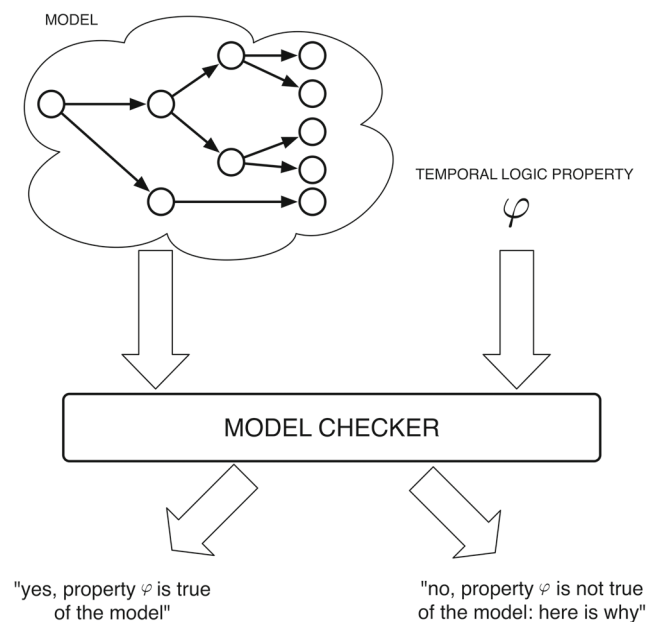 MODEL
TEMPORAL LOGIC PROPERTY
φ
MODEL CHECKER
"yes, property φ is true
of the model"
"no, property φ is not true
of the model: here is why"